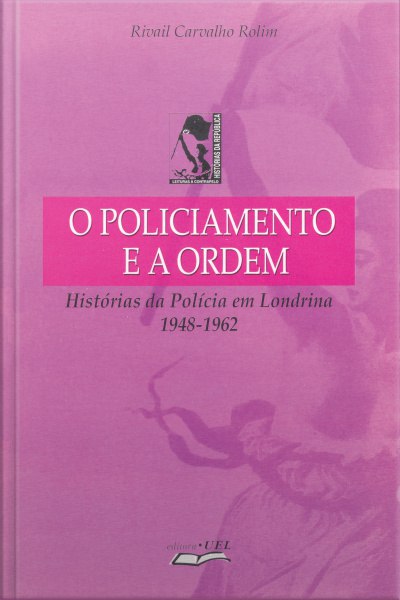 Rivail Carvalho Rolim
HISTÓRIAS DA REPÚBLICA
LEITURAS A CONTRAPELO
O POLICIAMENTO
E A ORDEM
Histórias da Polícia em Londrina
1948-1962
editora • UEL